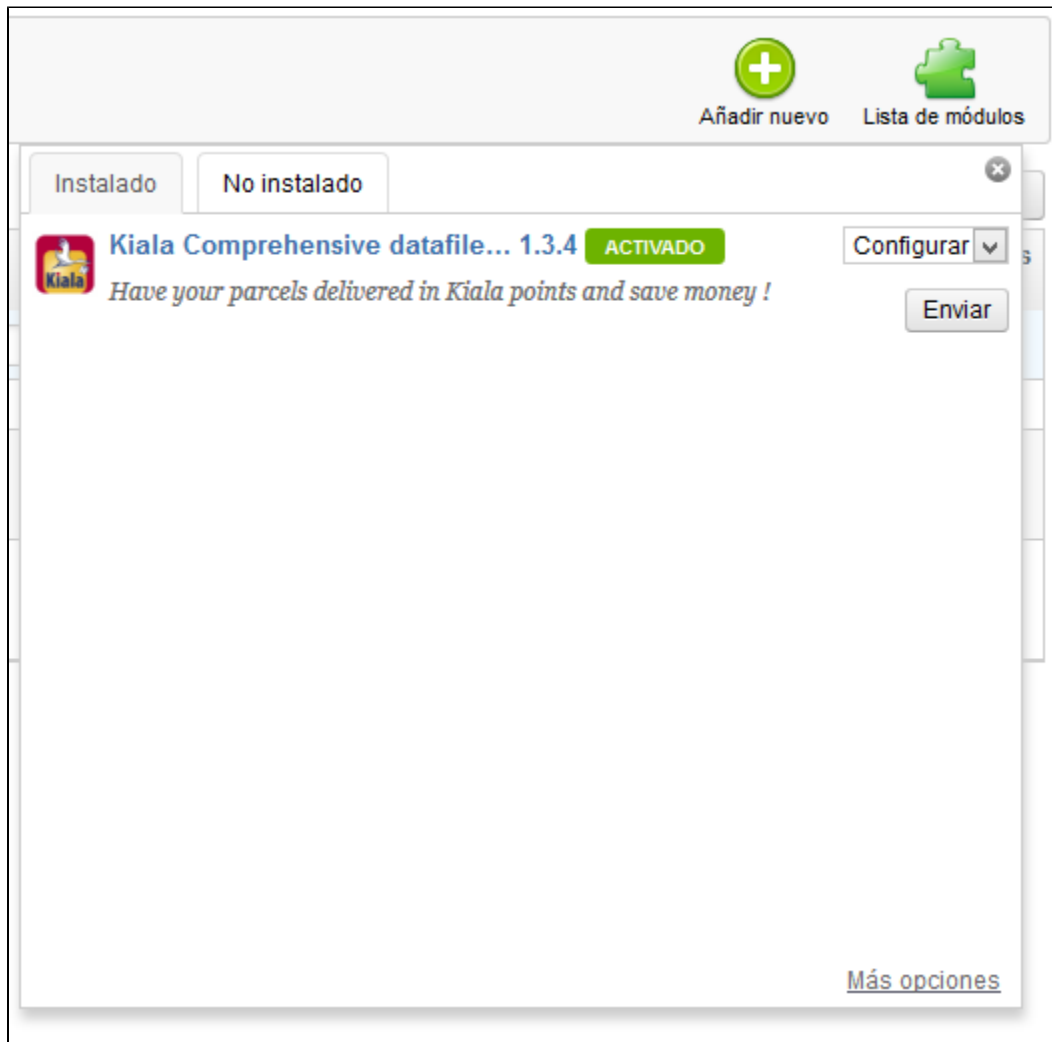 Añadir nuevo
Lista de módulos
Instalado
No instalado
Kiala Comprehensive datafile... 1.3.4 ACTIVADO
Configurar
s
Kiala
Have your parcels delivered in Kiala points and save money !
Enviar
Más opciones